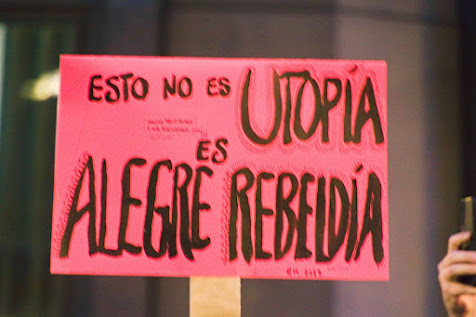 ESTO NO ES UTOPÍA
ES
ALEGRE REBELDÍA